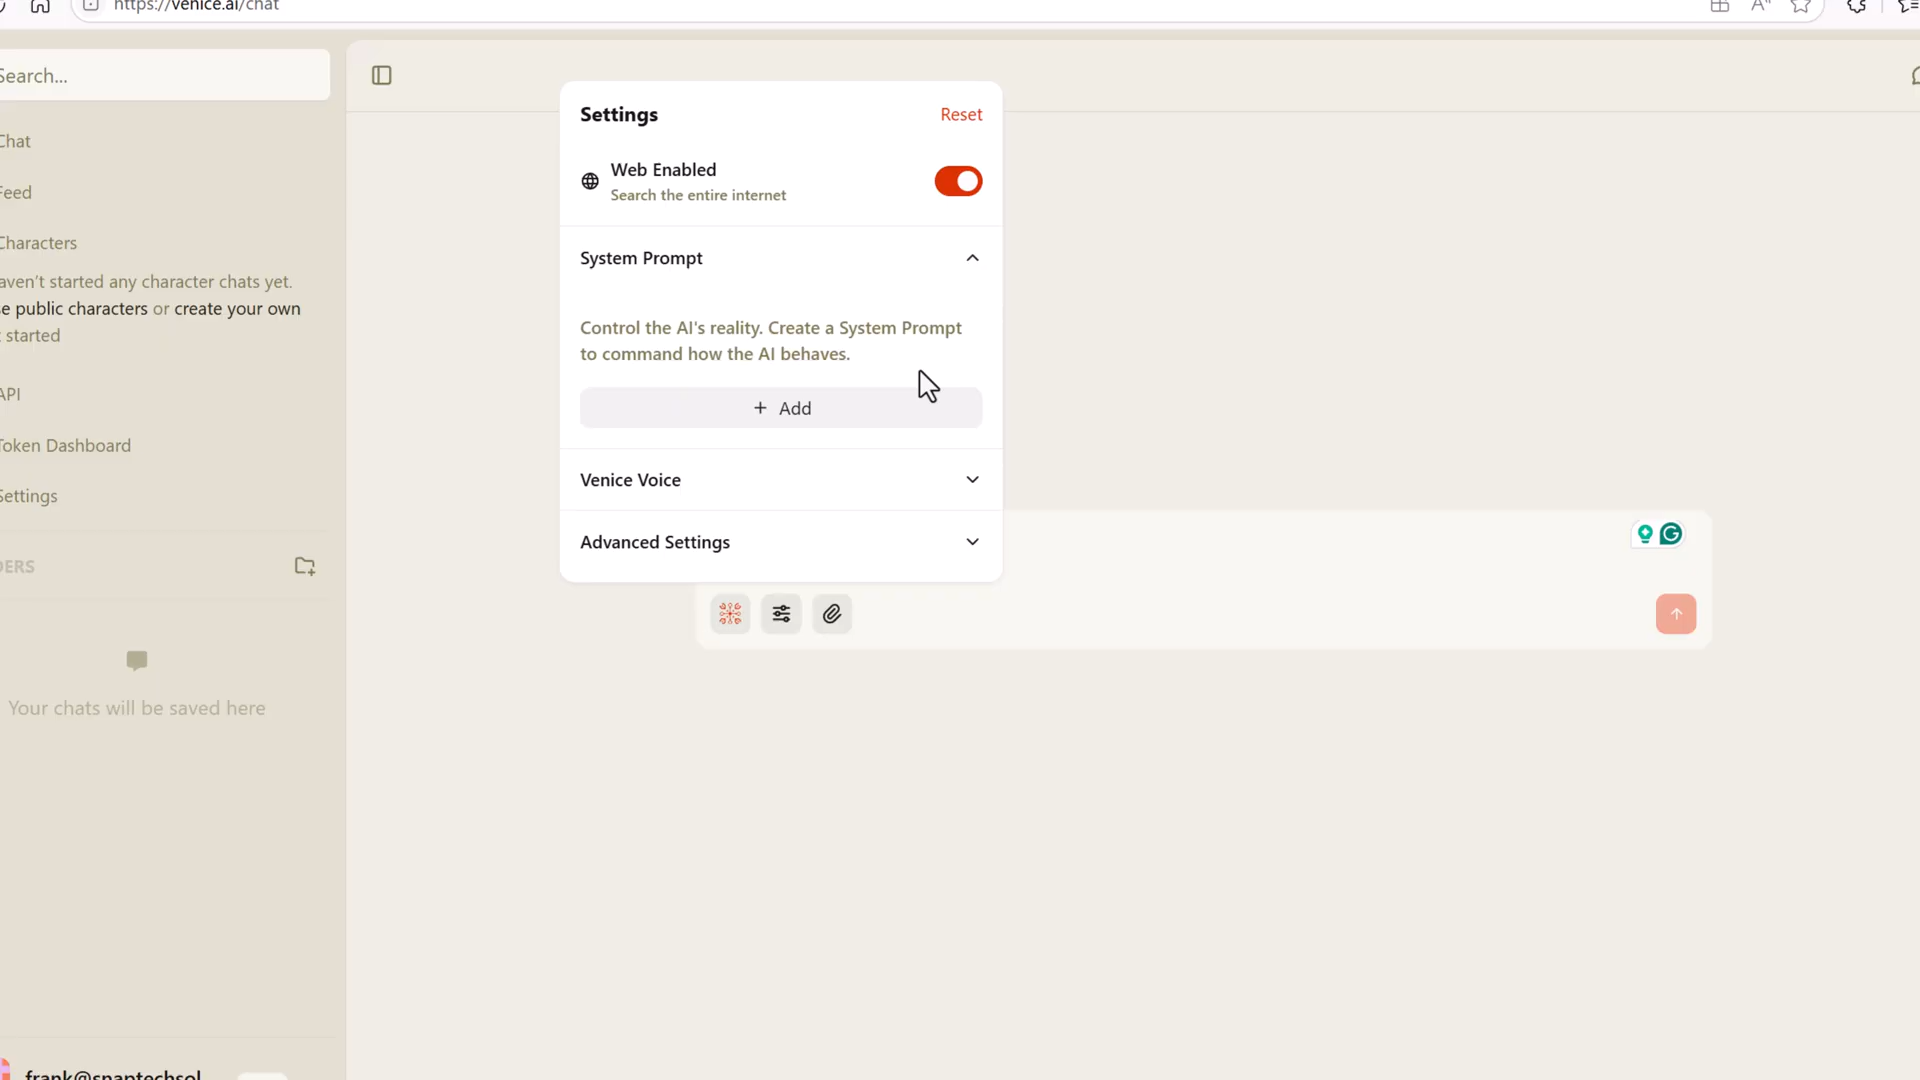 https://venice.ai/chat
Search...
Chat
Feed
Characters
aven't started any character chats yet.
e public characters or create your own
started
API
Token Dashboard
Settings
DERS
Your chats will be saved here
frank@snaptechsol
Settings
Reset
Web Enabled
Search the entire internet
System Prompt
Control the AI's reality. Create a System Prompt
to command how the AI behaves.
+ Add
Venice Voice
Advanced Settings